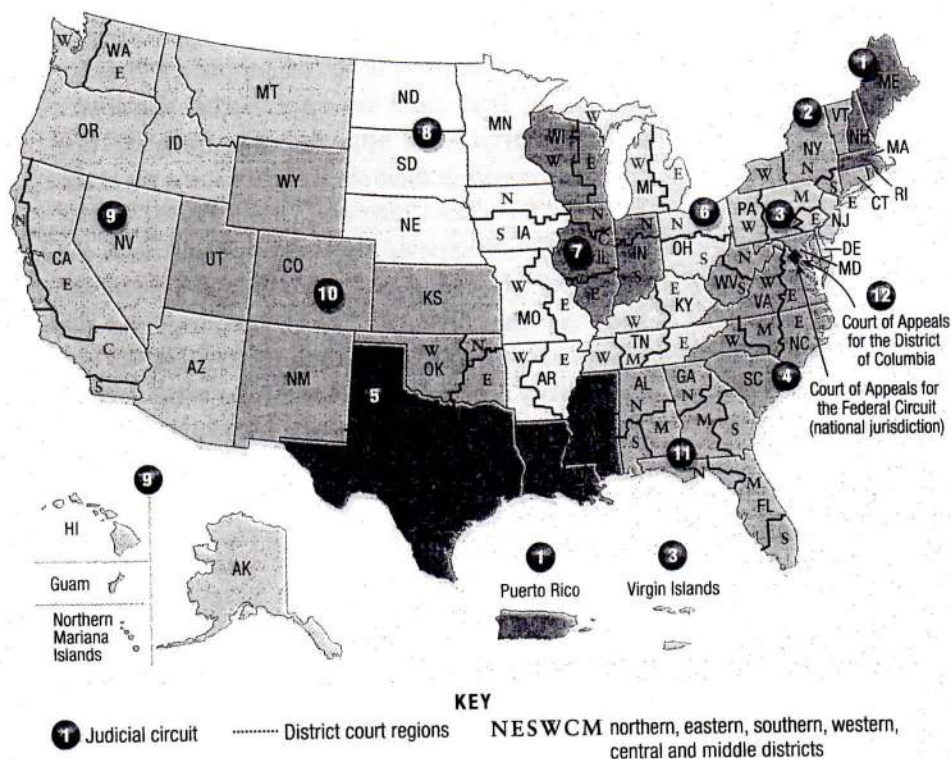 W
WA
E
MT
ND
MN
OR
ID
8
SD
WY
W
WI
E
W
W
MI
E
1
ME
2
VT
NH
NY
N
W
MA
RI
CT
E
S
9
NV
N
CA
E
C
S
UT
CO
10
NE
N
S
IA
KS
W
MO
E
7
N
C
IL
S
N
IN
S
6
N
OH
S
PA
W
3
M
E
NJ
DE
MD
12
Court of Appeals
for the District
of Columbia
Court of Appeals for
the Federal Circuit
(national jurisdiction)
N
WV
S
W
VA
E
E
KY
W
W
TN
M
E
W
M
E
NC
SC
4
AZ
NM
W
OK
N
E
W
AR
E
5
AL
N
M
S
GA
N
M
S
11
N
M
FL
S
9
HI
Guam
Northern
Mariana
Islands
AK
1
Puerto Rico
3
Virgin Islands
KEY
1 Judicial circuit
District court regions
NESWCM northern, eastern, southern, western,
central and middle districts